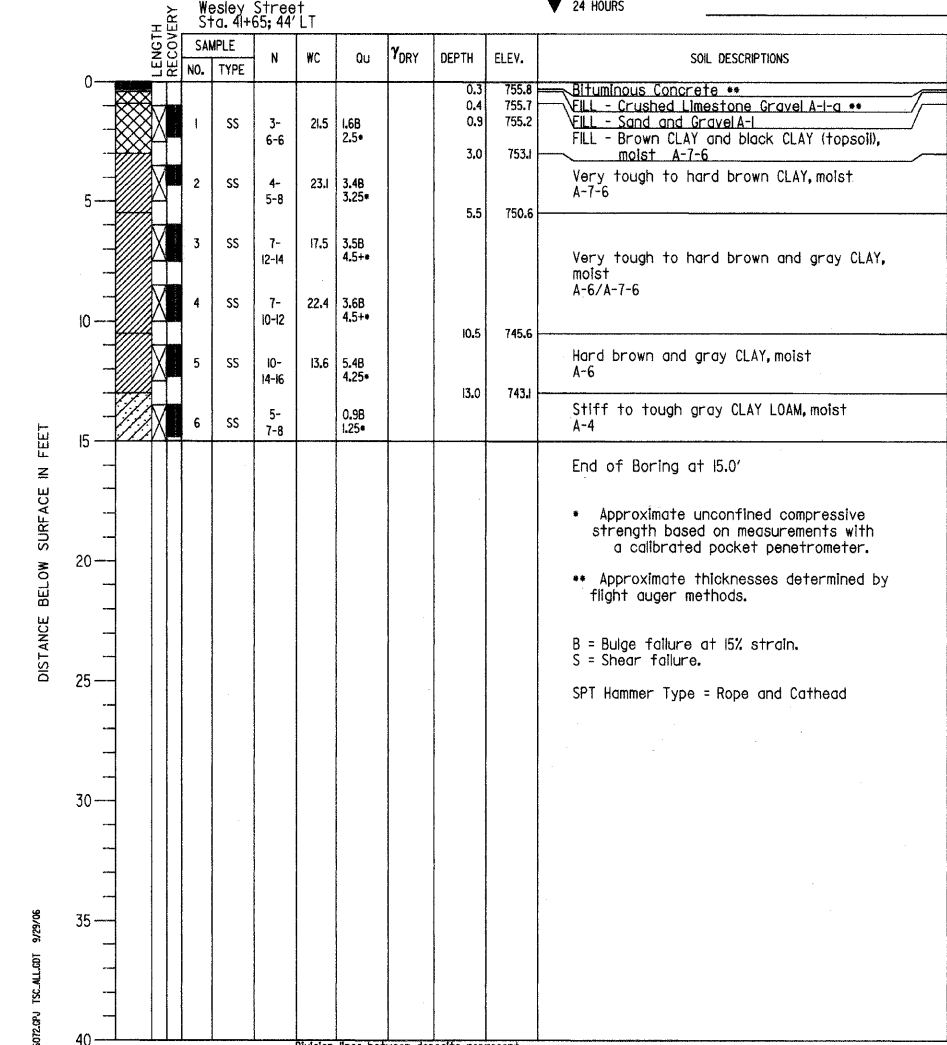 Wesley Street
Sta. 41+65; 44' LT
▼ 24 HOURS
LENGTH
RECOVERY
SAMPLE
NO. TYPE
N
WC
Qu
γDRY
DEPTH
ELEV.
SOIL DESCRIPTIONS
0
0.3 755.8 Bituminous Concrete **
0.4 755.7 FILL - Crushed Limestone Gravel A-1-a **
0.9 755.2 FILL - Sand and Gravel A-1
1 SS 3- 21.5 1.6B
6-6 2.5*
FILL - Brown CLAY and black CLAY (topsoil),
3.0 753.1 moist A-7-6
2 SS 4- 23.1 3.4B Very tough to hard brown CLAY, moist
5-8 3.25* A-7-6
5
5.5 750.6
3 SS 7- 17.5 3.5B
12-14 4.5+*
Very tough to hard brown and gray CLAY,
moist
A-6/A-7-6
4 SS 7- 22.4 3.6B
10-12 4.5+*
10
10.5 745.6
5 SS 10- 13.6 5.4B Hard brown and gray CLAY, moist
14-16 4.25* A-6
13.0 743.1
6 SS 5- 0.9B Stiff to tough gray CLAY LOAM, moist
7-8 1.25* A-4
15
End of Boring at 15.0'
* Approximate unconfined compressive
strength based on measurements with
a calibrated pocket penetrometer.
20
** Approximate thicknesses determined by
flight auger methods.
B = Bulge failure at 15% strain.
S = Shear failure.
25
SPT Hammer Type = Rope and Cathead
30
35
40
DISTANCE BELOW SURFACE IN FEET
6072.GPJ TSC_ALL.GDT 9/29/06
Division lines between deposits represent